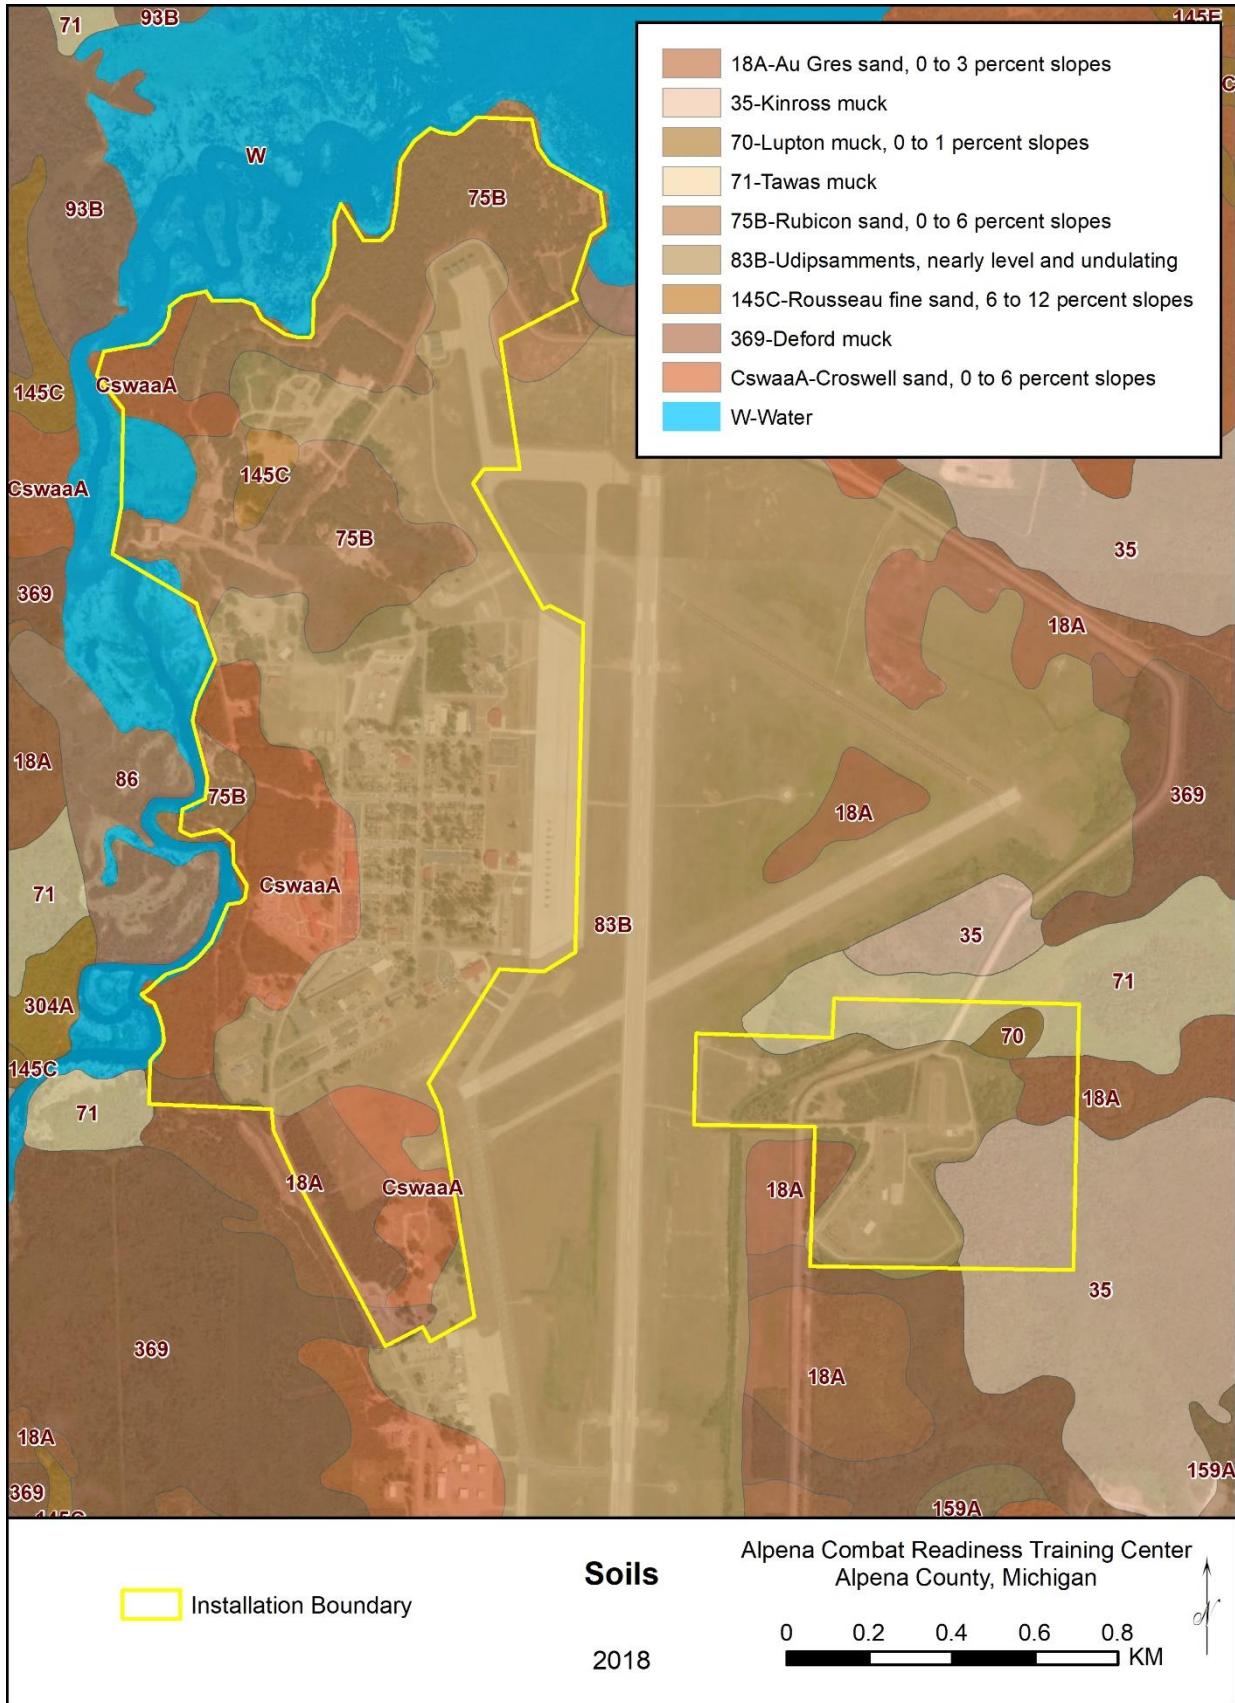 71
93B
145E
C
18A-Au Gres sand, 0 to 3 percent slopes
35-Kinross muck
70-Lupton muck, 0 to 1 percent slopes
71-Tawas muck
75B-Rubicon sand, 0 to 6 percent slopes
83B-Udipsamments, nearly level and undulating
145C-Rousseau fine sand, 6 to 12 percent slopes
369-Deford muck
CswaaA-Croswell sand, 0 to 6 percent slopes
W-Water
W
75B
93B
145C
CswaaA
CswaaA
145C
75B
35
369
18A
18A
86
75B
369
18A
71
CswaaA
83B
35
71
304A
70
145C
71
18A
18A
CswaaA
18A
35
369
18A
18A
159A
369
159A
145C
Soils
2018
Installation Boundary
Alpena Combat Readiness Training Center
Alpena County, Michigan
N
0 0.2 0.4 0.6 0.8
KM